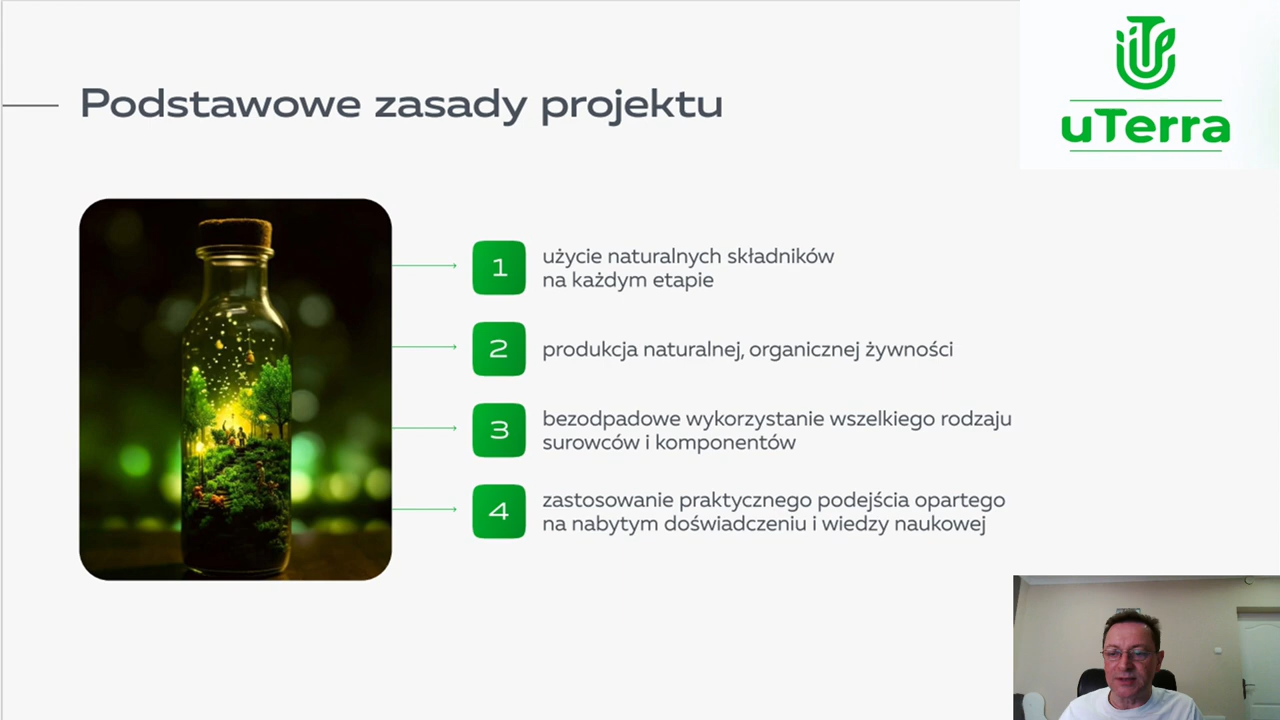 Podstawowe zasady projektu
uTerra
1
użycie naturalnych składników
na każdym etapie
2
produkcja naturalnej, organicznej żywności
3
bezodpadowe wykorzystanie wszelkiego rodzaju
surowców i komponentów
4
zastosowanie praktycznego podejścia opartego
na nabytym doświadczeniu i wiedzy naukowej